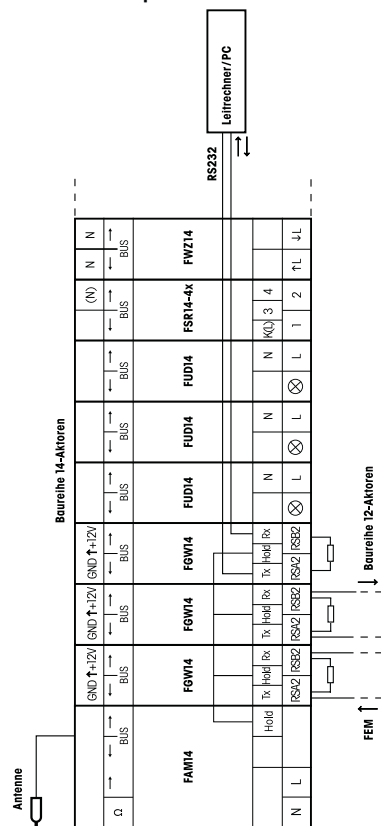 Leitrechner/PC
RS232
Baureihe 14-Aktoren
N N ← → BUS FWZ14 ↑L ↓L
(N) ← → BUS FSR14-4x K(L) 3 4 1 2
← → BUS FUD14 N L
← → BUS FUD14 N L
← → BUS FUD14 N L
GND ↑ +12V ← → BUS FGW14 Tx Hold Rx RSA2 RSB2
GND ↑ +12V ← → BUS FGW14 Tx Hold Rx RSA2 RSB2
GND ↑ +12V ← → BUS FGW14 Tx Hold Rx RSA2 RSB2
Ω → ← → BUS FAM14 Hold N L
Antenne
Baureihe 12-Aktoren
FEM